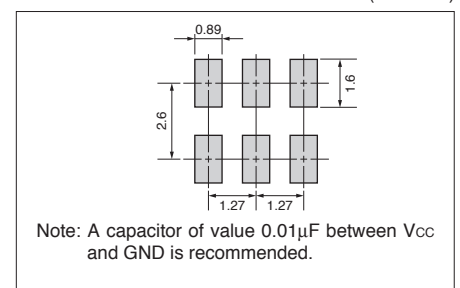 0.89
1.6
2.6
1.27 1.27
Note: A capacitor of value 0.01μF between Vcc
and GND is recommended.